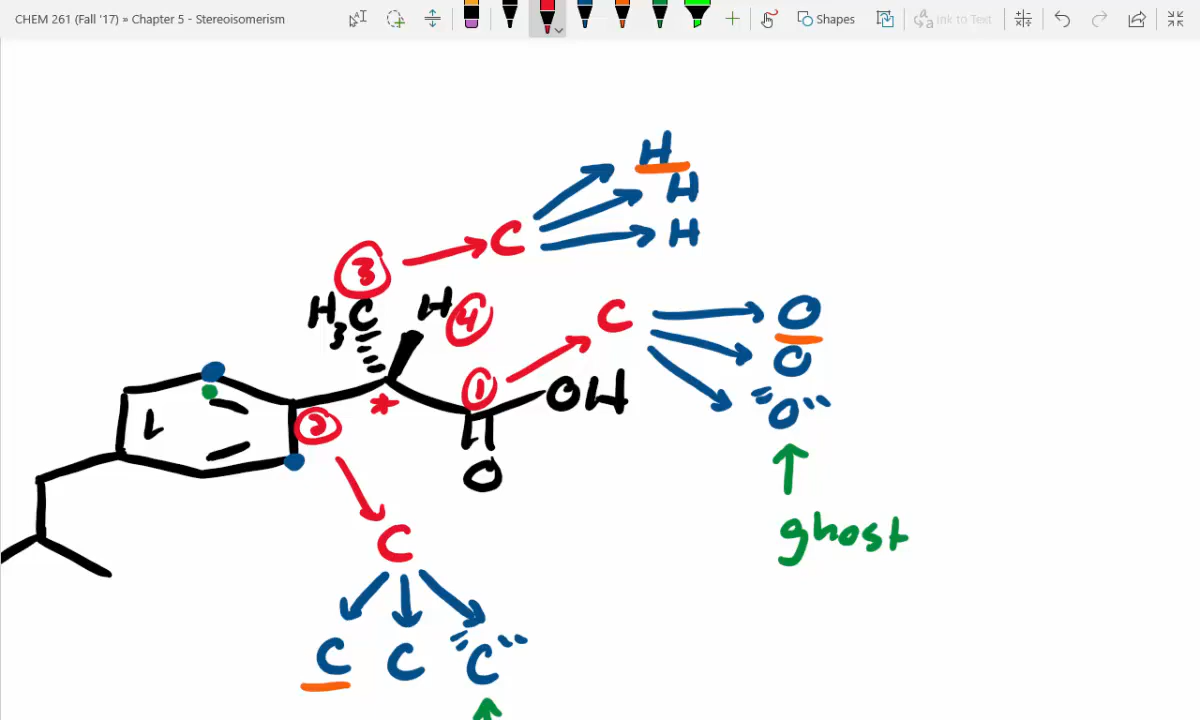 CHEM 261 (Fall '17) » Chapter 5 - Stereoisomerism
Shapes
Ink to Text
H
H
C
H
3
H3C
H
4
C
O
O
"O"
1
OH
2
*
O
ghost
C
C C "C"